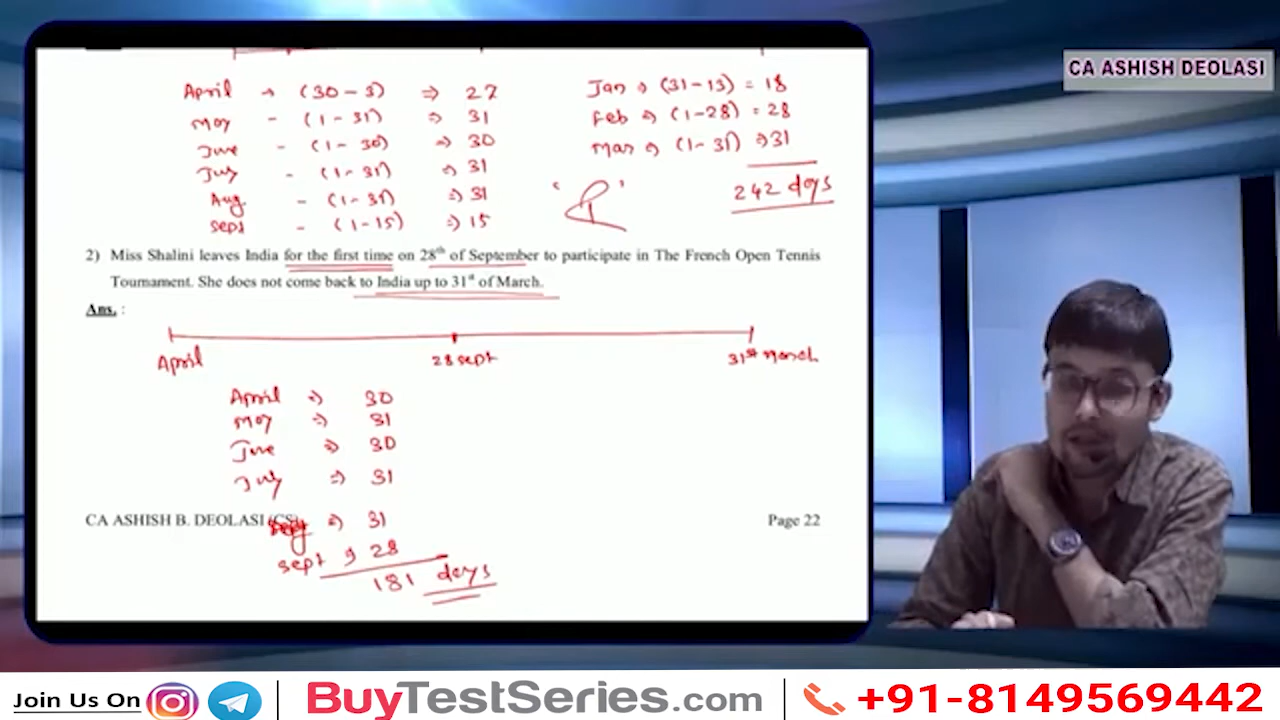 CA ASHISH DEOLASI
April → (30-3) ⇒ 27
May - (1-31) ⇒ 31
June - (1-30) ⇒ 30
July - (1-31) ⇒ 31
Aug. - (1-31) ⇒ 31
Sept - (1-15) ⇒ 15
Jan ⇒ (31-13) = 18
Feb ⇒ (1-28) = 28
Mar ⇒ (1-31) ⇒ 31
242 days
2) Miss Shalini leaves India for the first time on 28th of September to participate in The French Open Tennis
Tournament. She does not come back to India up to 31st of March.
Ans. :
April 28 sept 31st March
April ⇒ 30
May ⇒ 31
June ⇒ 30
July ⇒ 31
⇒ 31
sept ⇒ 28
181 days
CA ASHISH B. DEOLASI (CS)
Page 22
Join Us On
BuyTestSeries.com
+91-8149569442